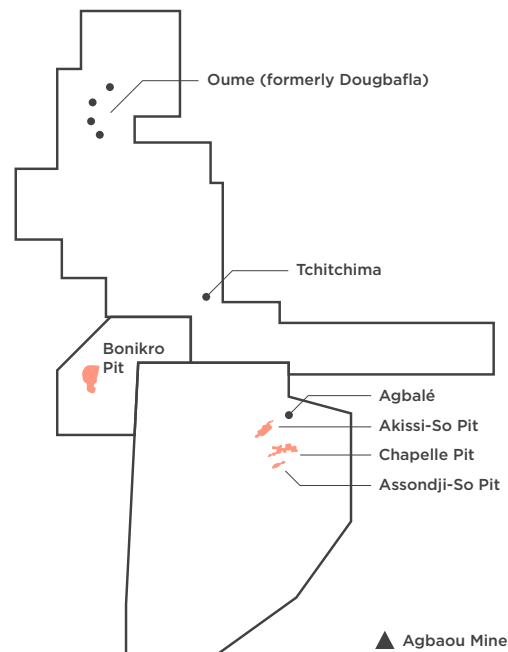 Oume (formerly Dougbafla)
Tchitchima
Bonikro
Pit
Agbalé
Akissi-So Pit
Chapelle Pit
Assondji-So Pit
Agbaou Mine